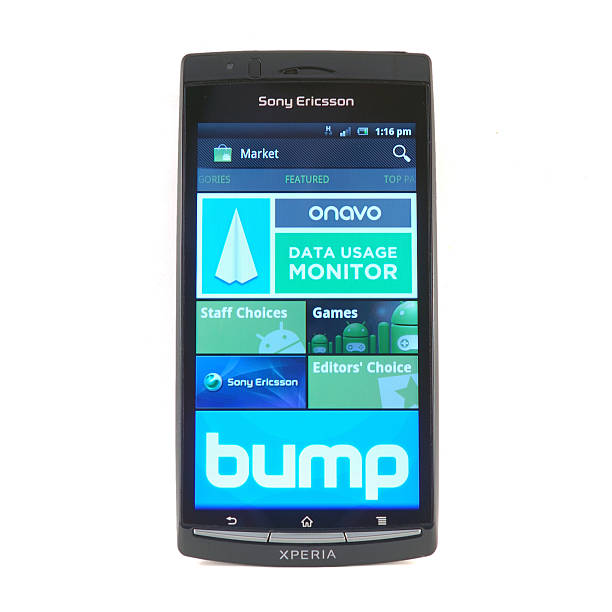 Sony Ericsson
H 1:16 pm
Market
GORIES FEATURED TOP PA
onavo
DATA USAGE
MONITOR
Staff Choices Games
Sony Ericsson Editors' Choice
bump
XPERIA